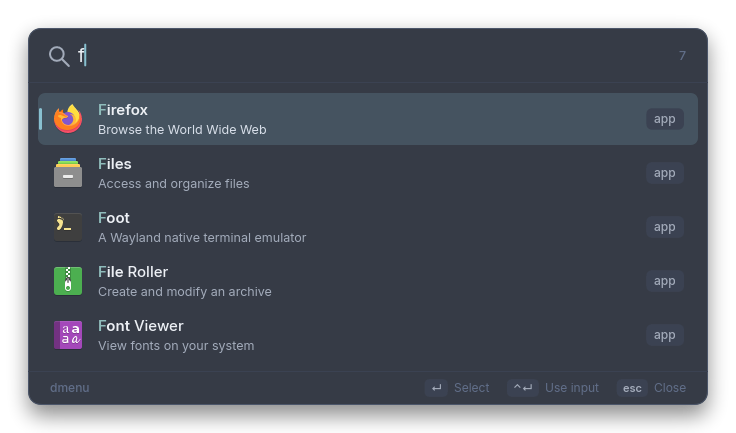 f
7
Firefox
Browse the World Wide Web
app
Files
Access and organize files
app
Foot
A Wayland native terminal emulator
app
File Roller
Create and modify an archive
app
Font Viewer
View fonts on your system
app
dmenu
↵ Select ^↵ Use input esc Close